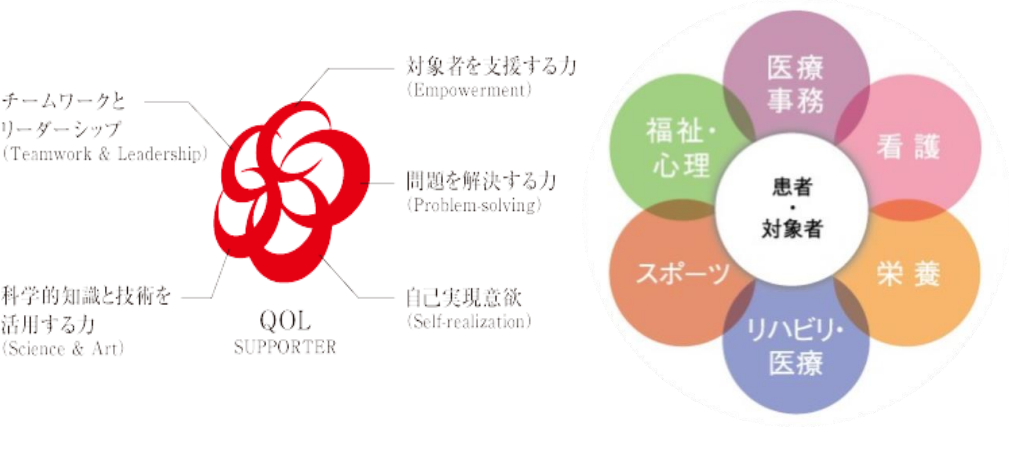 対象者を支援する力
(Empowerment)
チームワークと
リーダーシップ
(Teamwork & Leadership)
問題を解決する力
(Problem-solving)
科学的知識と技術を
活用する力
(Science & Art)
自己実現意欲
(Self-realization)
QOL
SUPPORTER
医療
事務
福祉・
心理
看護
患者
・
対象者
スポーツ
栄養
リハビリ・
医療